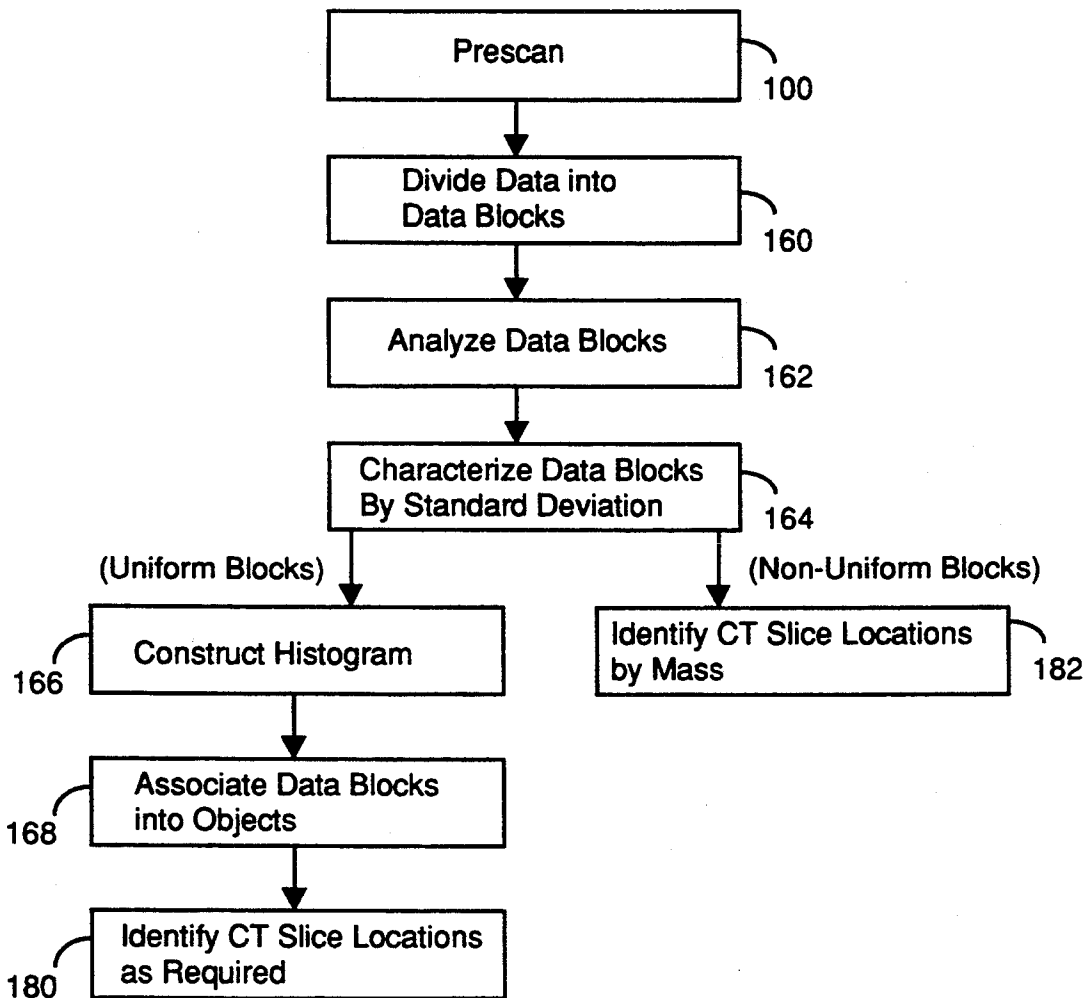 Prescan
100
Divide Data into
Data Blocks
160
Analyze Data Blocks
162
Characterize Data Blocks
By Standard Deviation
164
(Uniform Blocks)
(Non-Uniform Blocks)
Construct Histogram
166
Identify CT Slice Locations
by Mass
182
Associate Data Blocks
into Objects
168
Identify CT Slice Locations
as Required
180